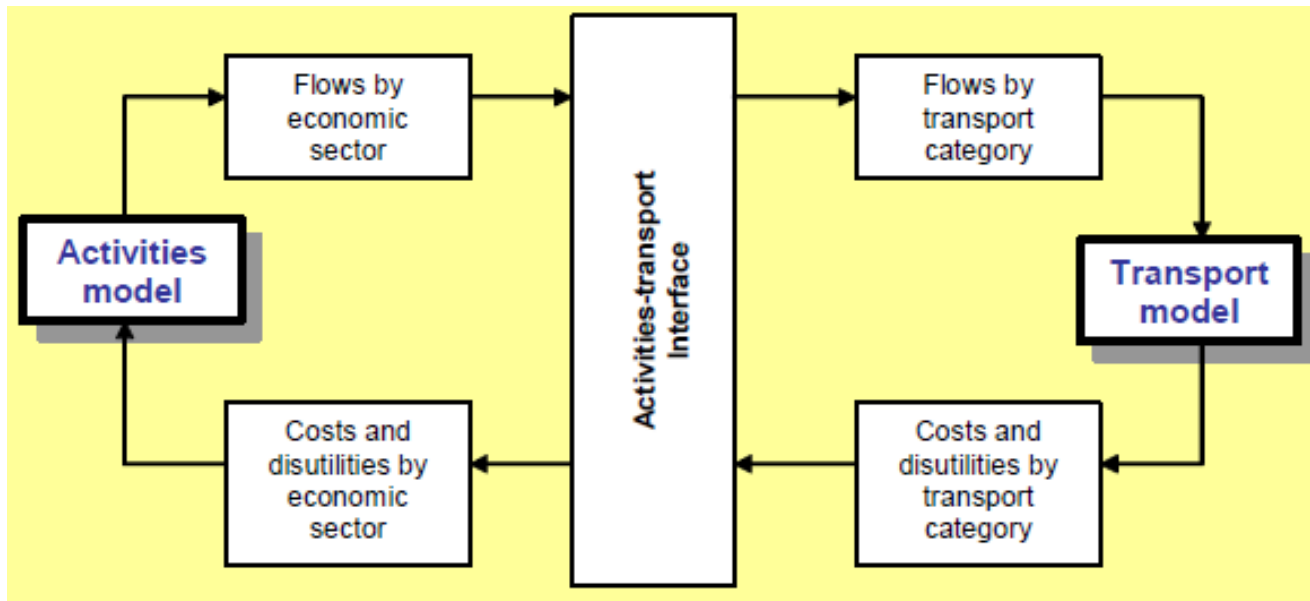 Flows by
economic
sector
Flows by
transport
category
Activities
model
Activities-transport
Interface
Transport
model
Costs and
disutilities by
economic
sector
Costs and
disutilities by
transport
category